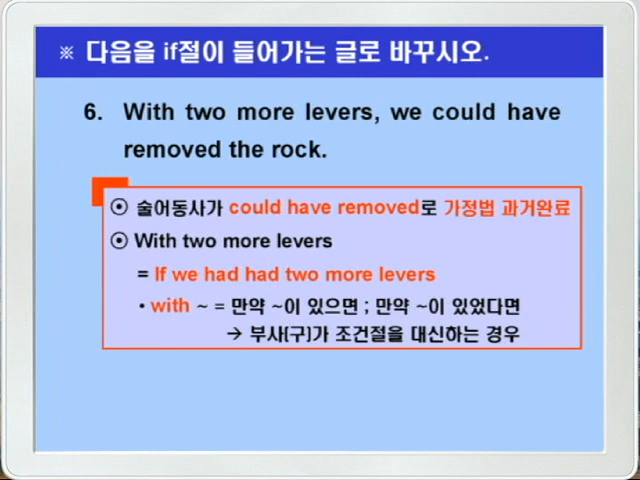 ※ 다음을 if절이 들어가는 글로 바꾸시오.
6. With two more levers, we could have
removed the rock.
⊙ 술어동사가 could have removed로 가정법 과거완료
⊙ With two more levers
= If we had had two more levers
• with ~ = 만약 ~이 있으면 ; 만약 ~이 있었다면
→ 부사(구)가 조건절을 대신하는 경우